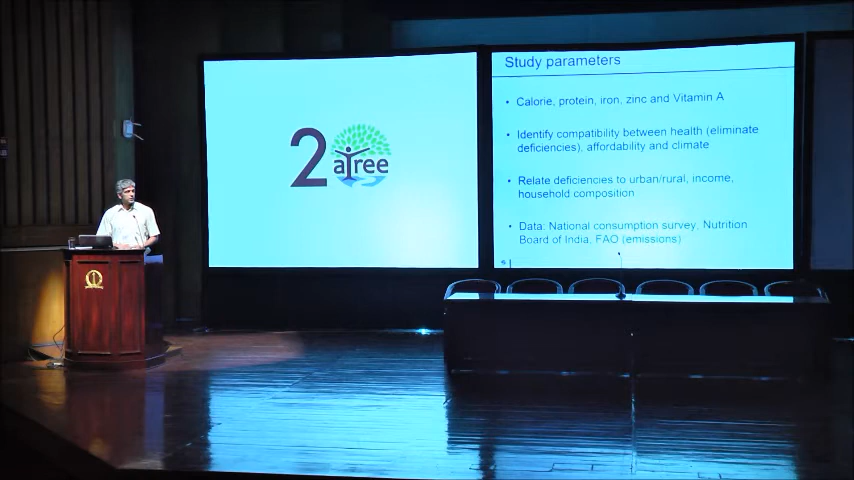 20
atree
Study parameters
• Calorie, protein, iron, zinc and Vitamin A
• Identify compatibility between health (eliminate
deficiencies), affordability and climate
• Relate deficiencies to urban/rural, income,
household composition
• Data: National consumption survey, Nutrition
Board of India, FAO (emissions)